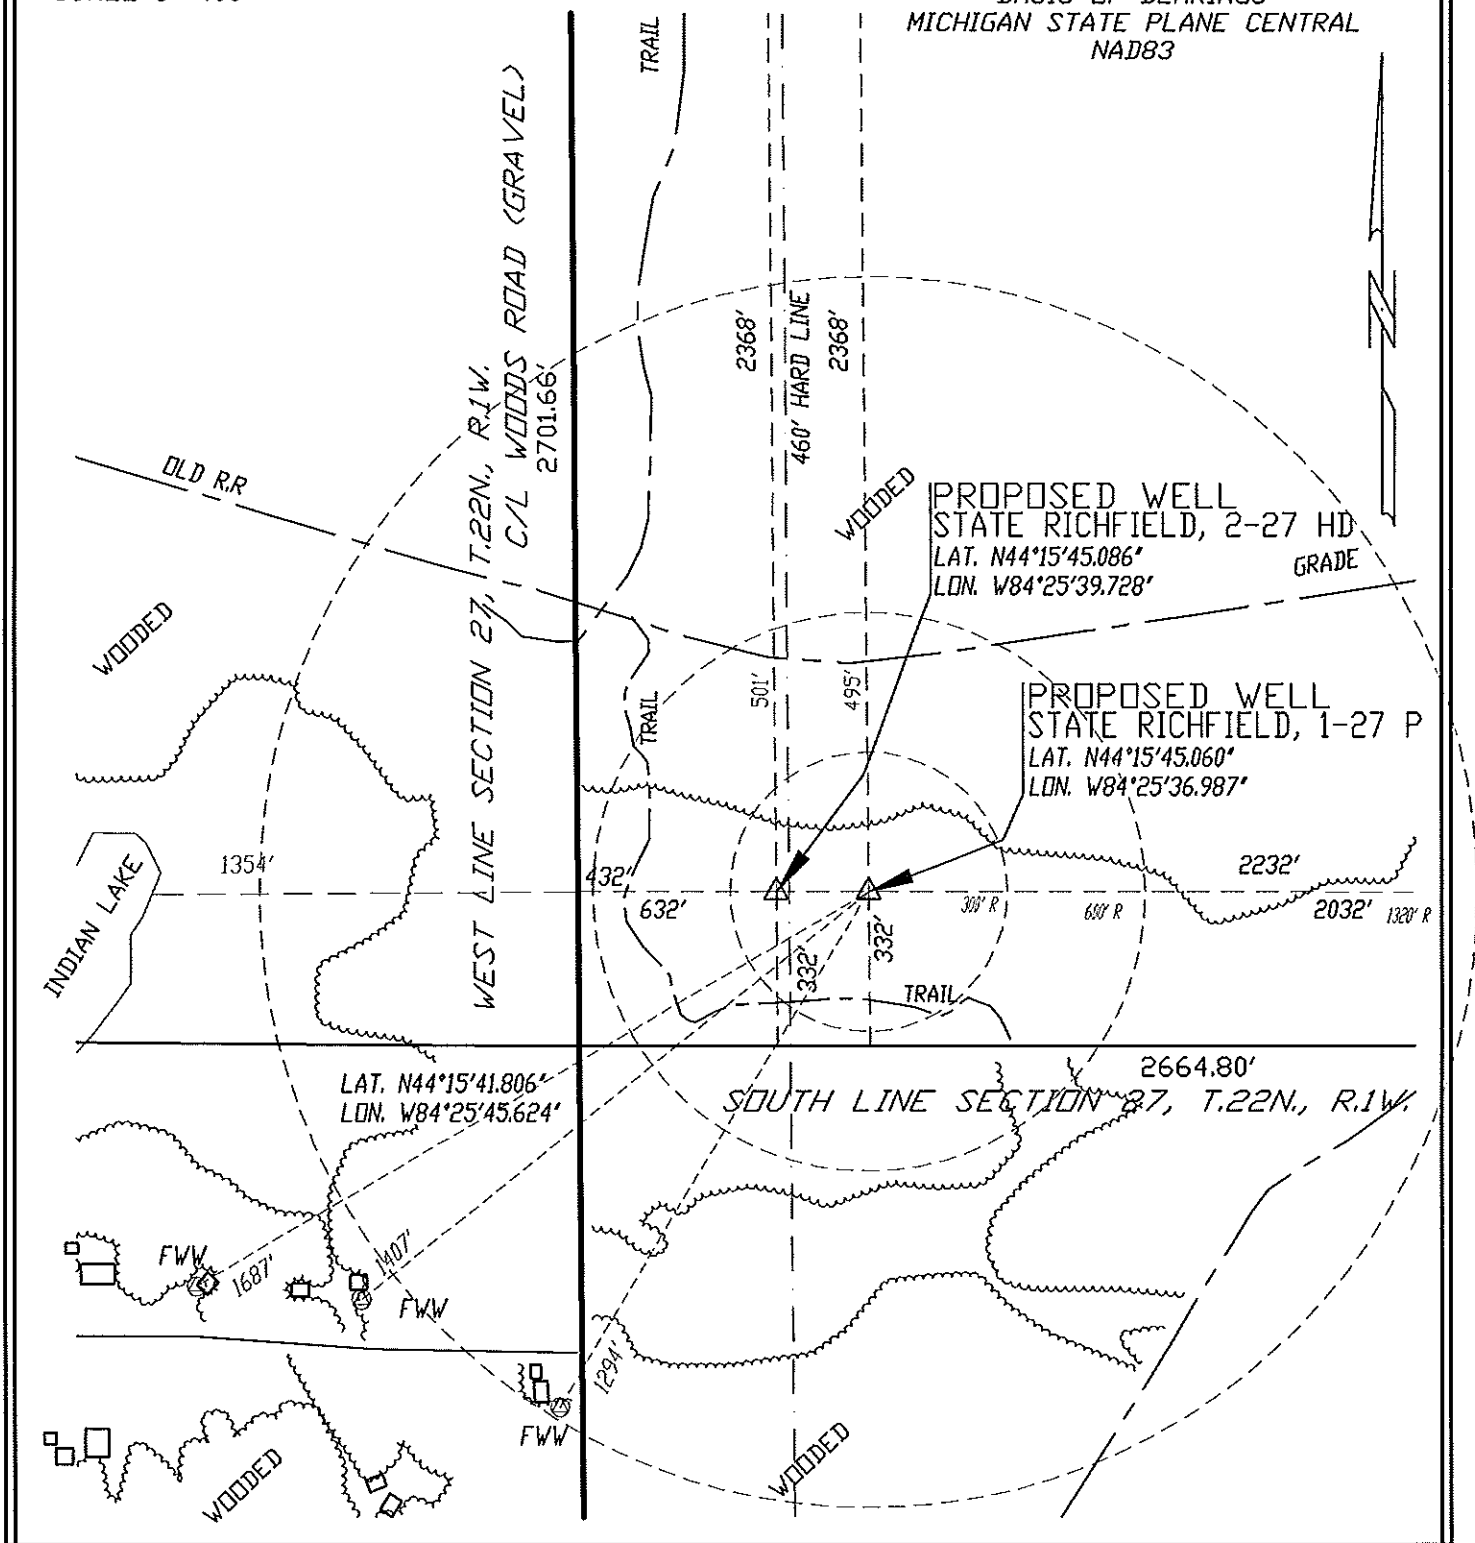 MICHIGAN STATE PLANE CENTRAL
NAD83
TRAIL
WEST LINE SECTION 27, T.22N., R.1W.
C/L WOODS ROAD (GRAVEL)
2701.66'
2368'
460' HARD LINE
2368'
OLD R.R
WOODED
PROPOSED WELL
STATE RICHFIELD, 2-27 HD
LAT. N44°15'45.086"
LON. W84°25'39.728"
GRADE
WOODED
501'
495'
TRAIL
PROPOSED WELL
STATE RICHFIELD, 1-27 P
LAT. N44°15'45.060"
LON. W84°25'36.987"
INDIAN LAKE
1354'
432'
632'
300' R
600' R
2232'
2032'
1320' R
332'
332'
TRAIL
N
LAT. N44°15'41.806"
LON. W84°25'45.624"
2664.80'
SOUTH LINE SECTION 27, T.22N., R.1W.
FWW
1687'
1407'
FWW
1294'
FWW
WOODED
WOODED